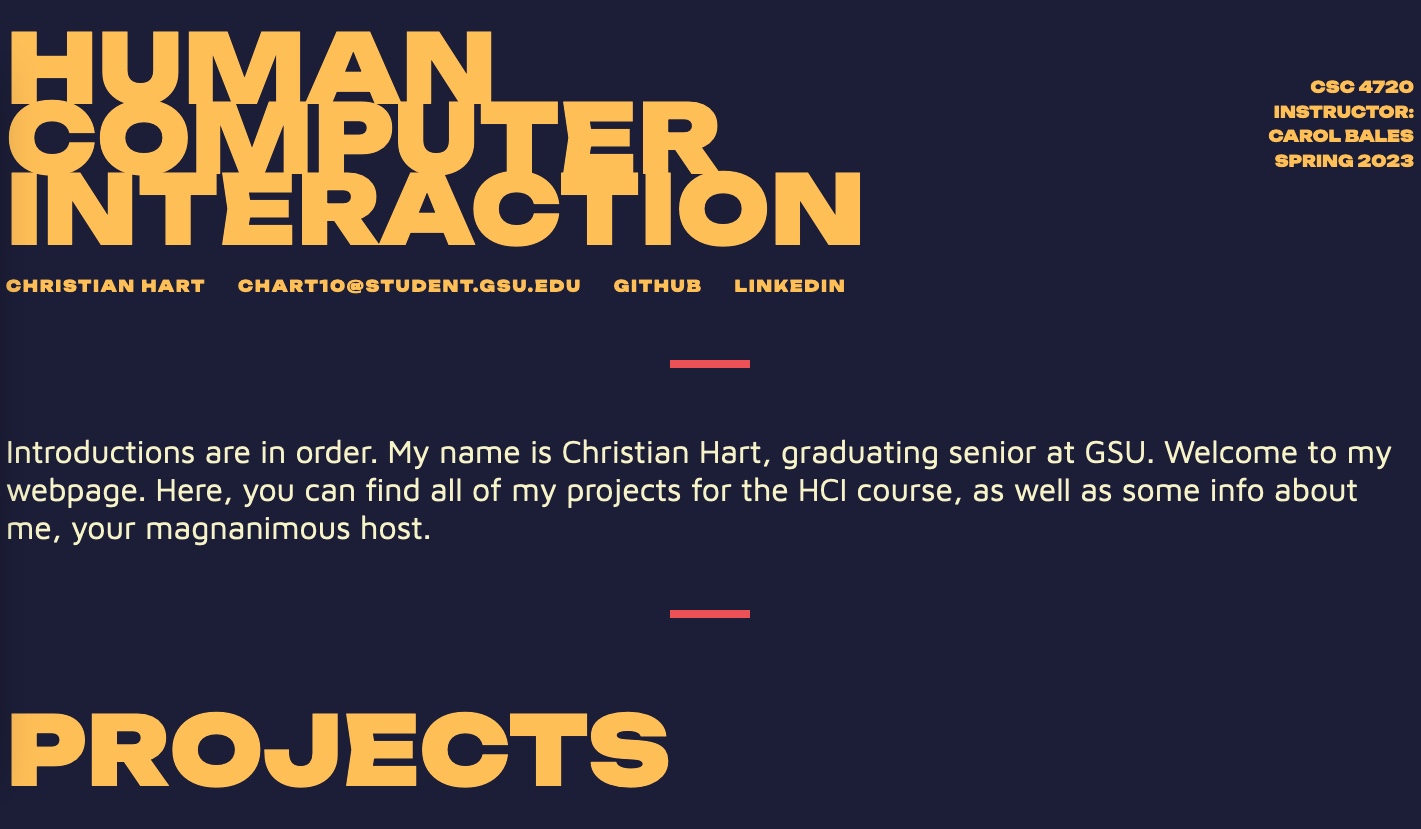 HUMAN
COMPUTER
INTERACTION
CSC 4720
INSTRUCTOR:
CAROL BALES
SPRING 2023
CHRISTIAN HART CHART10@STUDENT.GSU.EDU GITHUB LINKEDIN
Introductions are in order. My name is Christian Hart, graduating senior at GSU. Welcome to my
webpage. Here, you can find all of my projects for the HCI course, as well as some info about
me, your magnanimous host.
PROJECTS